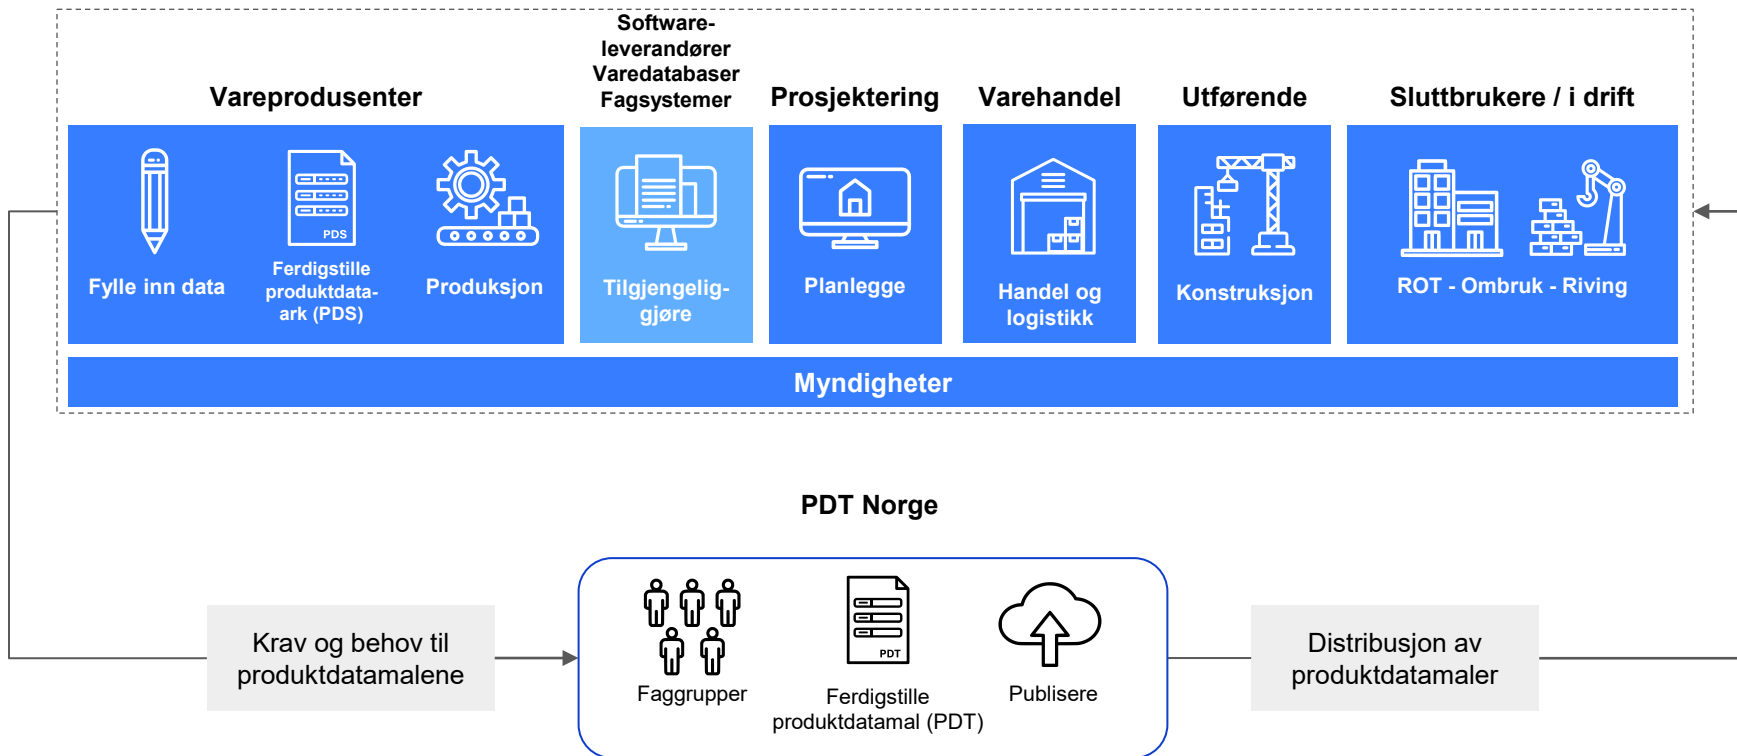 Vareprodusenter
Software-
leverandører
Varedatabaser
Fagsystemer
Prosjektering
Varehandel
Utførende
Sluttbrukere / i drift
Fylle inn data
PDS
Ferdigstille
produktdata-
ark (PDS)
Produksjon
Tilgjengelig-
gjøre
Planlegge
Handel og
logistikk
Konstruksjon
ROT - Ombruk - Riving
Myndigheter
PDT Norge
Krav og behov til
produktdatamalene
Faggrupper
PDT
Ferdigstille
produktdatamal (PDT)
Publisere
Distribusjon av
produktdatamaler